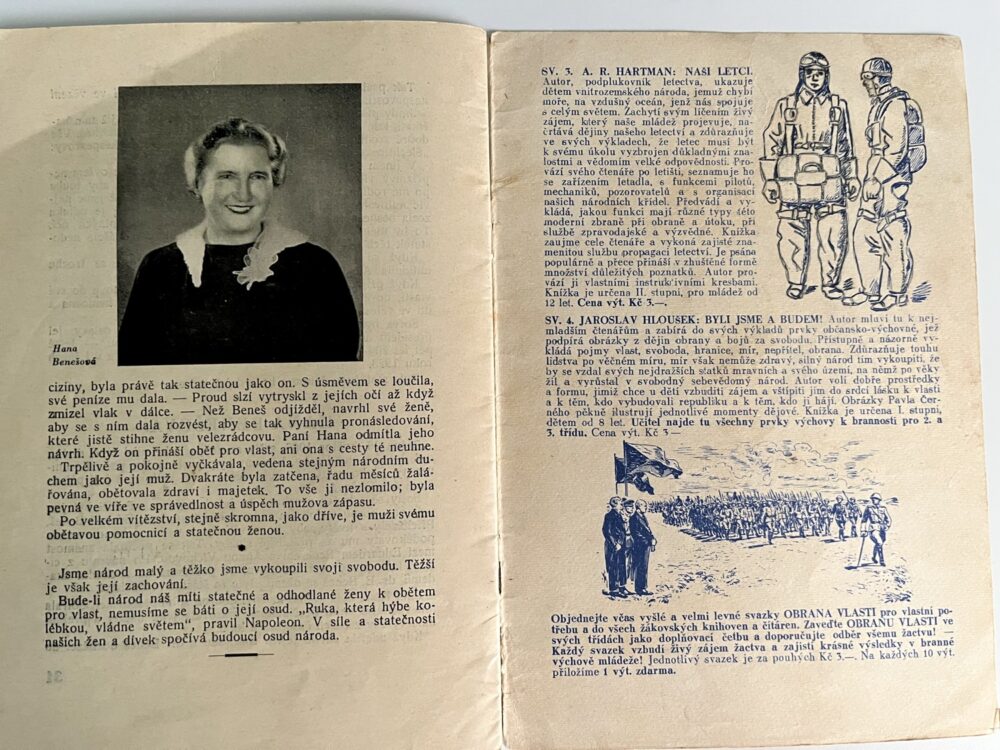 Hana
Benešová
ciziny, byla právě tak statečnou jako on. S úsměvem se loučila,
své peníze mu dala. — Proud slzí vytryskl z jejích očí až když
zmizel vlak v dálce. — Než Beneš odjížděl, navrhl své ženě,
aby se s ním dala rozvést, aby se tak vyhnula pronásledování,
které jistě stihne ženu velezrádcovu. Paní Hana odmítla jeho
návrh. Když on přináší oběť pro vlast, ani ona s cesty té neuhne.
Trpělivě a pokojně vyčkávala, vedena stejným národním du-
chem jako její muž. Dvakráte byla zatčena, řadu měsíců žalá-
řována, obětovala zdraví i majetek. To vše ji nezlomilo; byla
pevná ve víře ve správedlnost a úspěch mužova zápasu.
Po velkém vítězství, stejně skromna, jako dříve, je muži svému
obětavou pomocnicí a statečnou ženou.
Jsme národ malý a těžko jsme vykoupili svoji svobodu. Těžší
je však její zachování.
Bude-li národ náš míti statečné a odhodlané ženy k obětem
pro vlast, nemusíme se báti o její osud. „Ruka, která hýbe ko-
lébkou, vládne světem", pravil Napoleon. V síle a statečnosti
našich žen a dívek spočívá budoucí osud národa.
SV. 3. A. R. HARTMAN: NAŠI LETCI.
Autor, podplukovník letectva, ukazuje
dětem vnitrozemského národa, jemuž chybí
moře, na vzdušný oceán, jenž nás spojuje
s celým světem. Zachytí svým líčením živý
zájem, který naše mládež projevuje, na-
črtává dějiny našeho letectví a zdůrazňuje
ve svých výkladech, že letec musí být
k svému úkolu vyzbrojen důkladnými zna-
lostmi a vědomím velké odpovědnosti. Pro-
vází svého čtenáře po letišti, seznamuje ho
se zařízením letadla, s funkcemi pilotů,
mechaniků, pozorovatelů a s organisací
našich národních křídel. Předvádí a vy-
kládá, jakou funkci mají různé typy této
moderní zbraně při obraně a útoku, při
službě zpravodajské a výzvědné. Knížka
zaujme cele čtenáře a vykoná zajisté zna-
menitou službu propagaci letectví. Je psána
populárně a přece přináší v zhuštěné formě
množství důležitých poznatků. Autor pro-
vází ji vlastními instruktivními kresbami.
Knížka je určena II. stupni, pro mládež od
12 let. Cena výt. Kč 3.—.
SV. 4. JAROSLAV HLOUŠEK: BYLI JSME A BUDEM! Autor mluví tu k nej-
mladším čtenářům a zabírá do svých výkladů prvky občansko-výchovné, jež
podpírá obrázky z dějin obrany a bojů za svobodu. Přístupně a názorně vy-
kládá pojmy vlast, svoboda, hranice, mír, nepřítel, obrana. Zdůrazňuje touhu
lidstva po věčném míru, mír však nemůže zdravý, silný národ tím vykoupiti, že
by se vzdal svých nejdražších statků mravních a svého území, na němž po věky
žil a vyrůstal v svobodný sebevědomý národ. Autor volí dobře prostředky
a formu, jimiž chce u dětí vzbuditi zájem a vštípiti jim do srdcí lásku k vlasti
a k těm, kdo vybudovali republiku a k těm, kdo ji hájí. Obrázky Pavla Čer-
ného pěkně ilustrují jednotlivé momenty dějové. Knížka je určena I. stupni,
dětem od 8 let. Učitel najde tu všechny prvky výchovy k brannosti pro 2. a
3. třídu. Cena výt. Kč 3—
Objednejte včas vyšlé a velmi levné svazky OBRANA VLASTI pro vlastní po-
třebu a do všech žákovských knihoven a čítáren. Zaveďte OBRANU VLASTI ve
svých třídách jako doplňovací četbu a doporučujte odběr všemu žactvu! —
Každý svazek vzbudí živý zájem žactva a zajistí krásné výsledky v branné
výchově mládeže! Jednotlivý svazek je za pouhých Kč 3.—. Na každých 10 výt.
přiložíme 1 výt. zdarma.